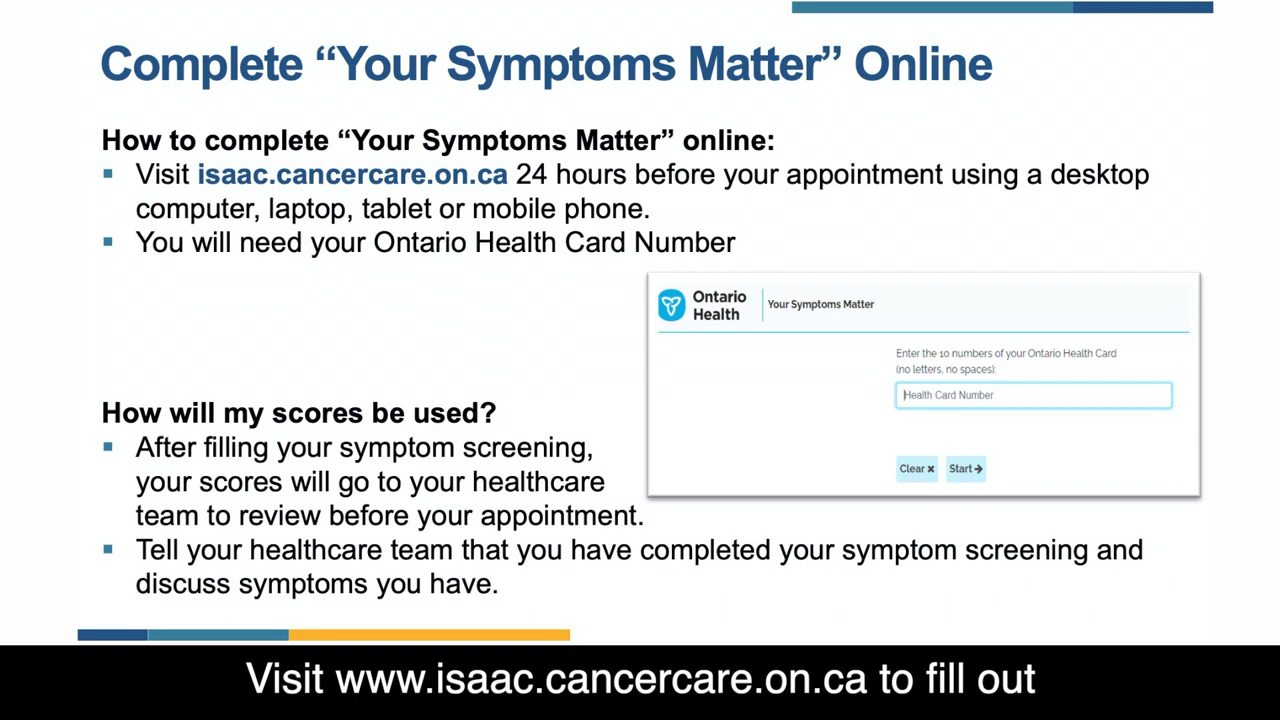 Complete “Your Symptoms Matter” Online
How to complete “Your Symptoms Matter” online:
▪ Visit isaac.cancercare.on.ca 24 hours before your appointment using a desktop
computer, laptop, tablet or mobile phone.
▪ You will need your Ontario Health Card Number
Ontario
Health
Your Symptoms Matter
Enter the 10 numbers of your Ontario Health Card
(no letters, no spaces):
Health Card Number
Clear ×
Start →
How will my scores be used?
▪ After filling your symptom screening,
your scores will go to your healthcare
team to review before your appointment.
▪ Tell your healthcare team that you have completed your symptom screening and
discuss symptoms you have.
Visit www.isaac.cancercare.on.ca to fill out